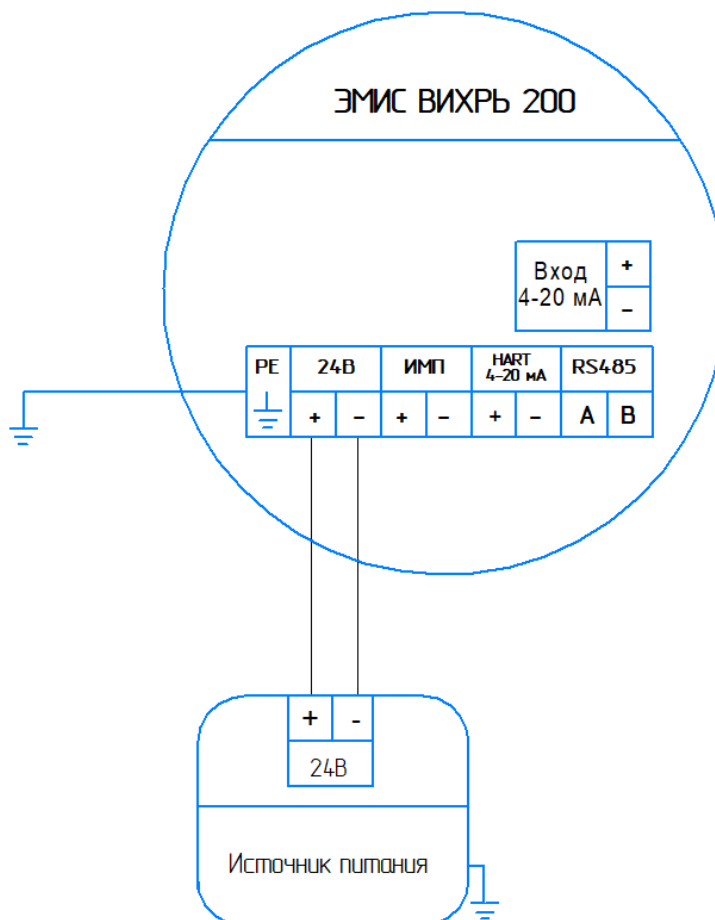 ЭМИС ВИХРЬ 200
Вход +
4-20 мА -
PE 24В ИМП HART 4-20 мА RS485
+ - + - + - A B
+ -
24В
Источник питания